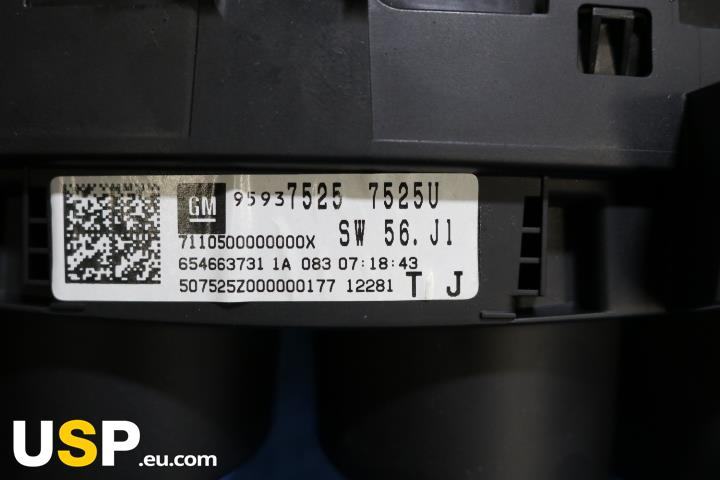 GM 95937525 7525U
7110500000000X SW 56.J1
654663731 1A 083 07:18:43
507525Z000000177 12281 T J
USP.eu.com